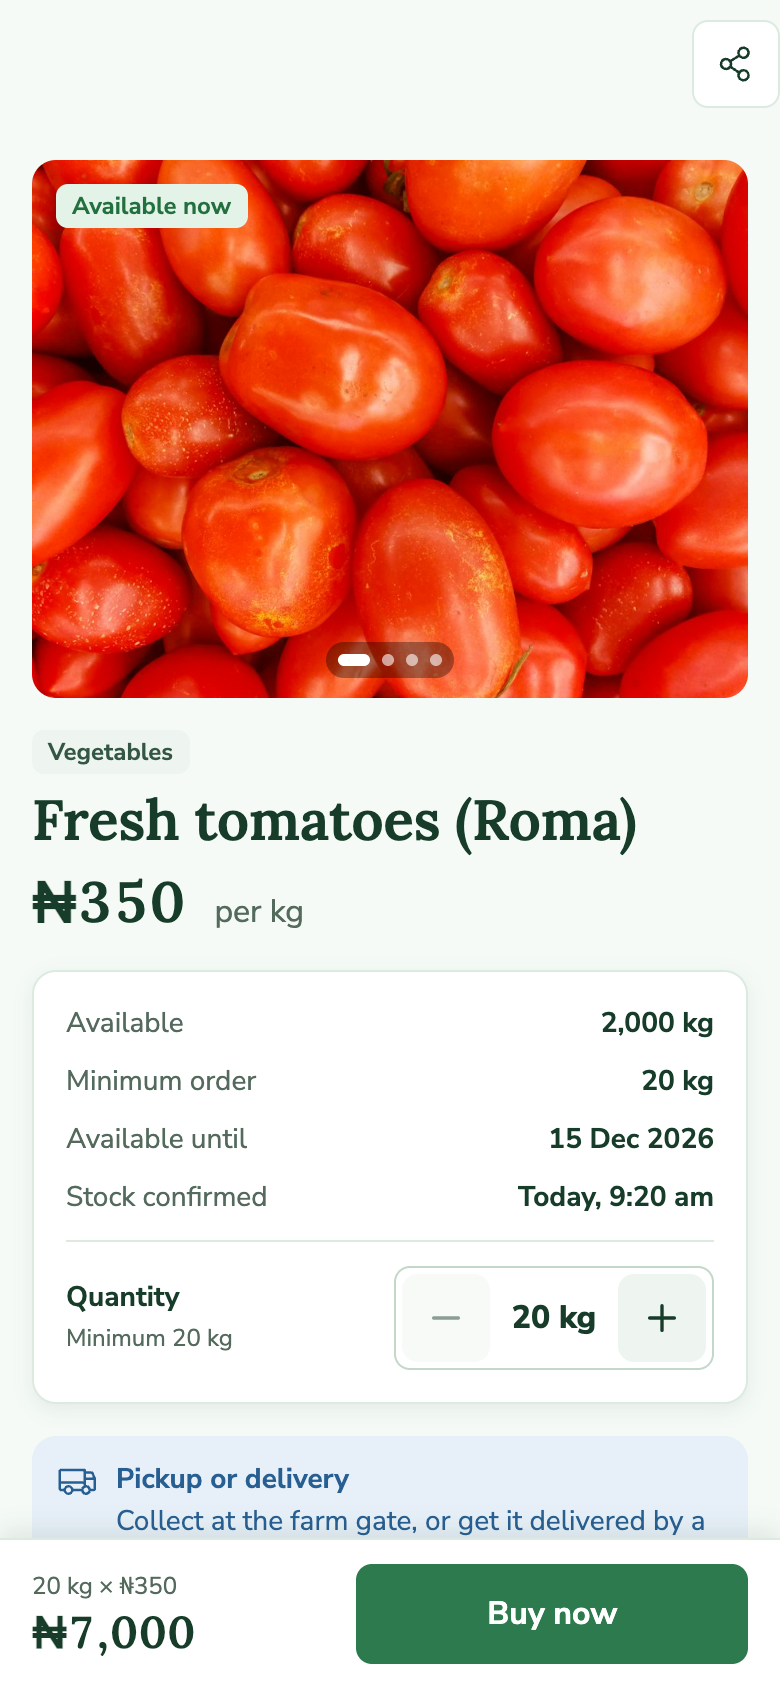 Available now
Vegetables
Fresh tomatoes (Roma)
₦350 per kg
Available 2,000 kg
Minimum order 20 kg
Available until 15 Dec 2026
Stock confirmed Today, 9:20 am
Quantity
Minimum 20 kg
20 kg
Pickup or delivery
Collect at the farm gate, or get it delivered by a
20 kg × ₦350
₦7,000
Buy now